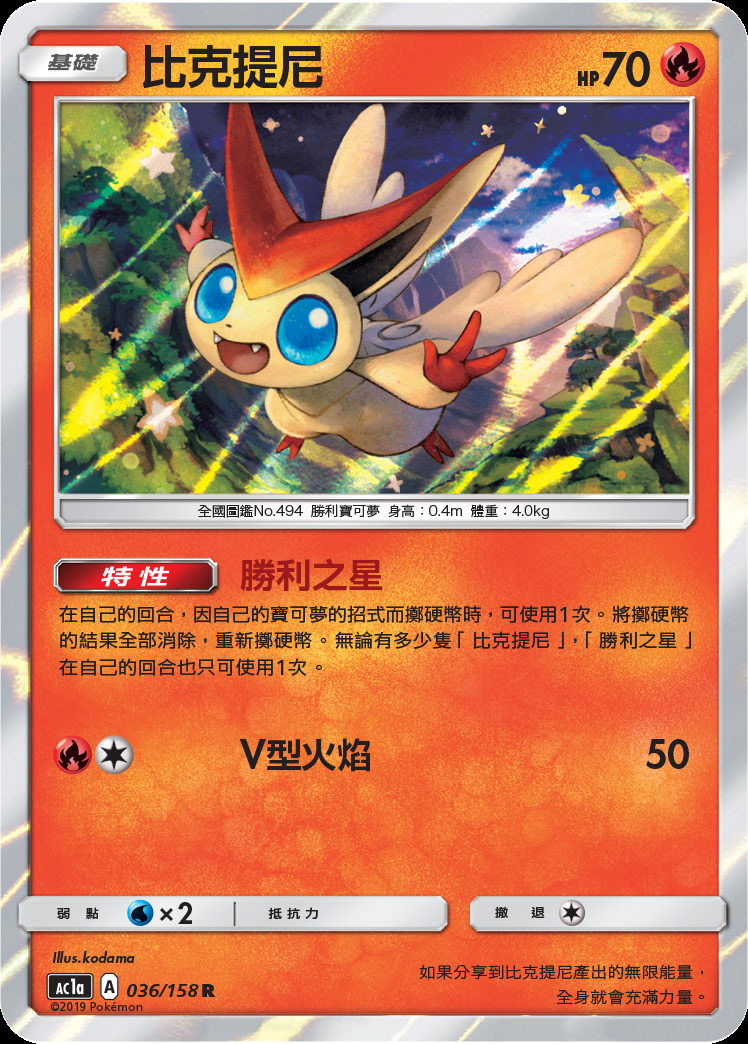 基礎 比克提尼 HP70
全國圖鑑No.494 勝利寶可夢 身高：0.4m 體重：4.0kg
特性 勝利之星
在自己的回合，因自己的寶可夢的招式而擲硬幣時，可使用1次。將擲硬幣
的結果全部消除，重新擲硬幣。無論有多少隻「比克提尼」，「勝利之星」
在自己的回合也只可使用1次。
V型火焰 50
弱點 ×2 抵抗力 撤退
Illus.kodama
如果分享到比克提尼產出的無限能量，
全身就會充滿力量。
AC1a A 036/158 R
©2019 Pokémon